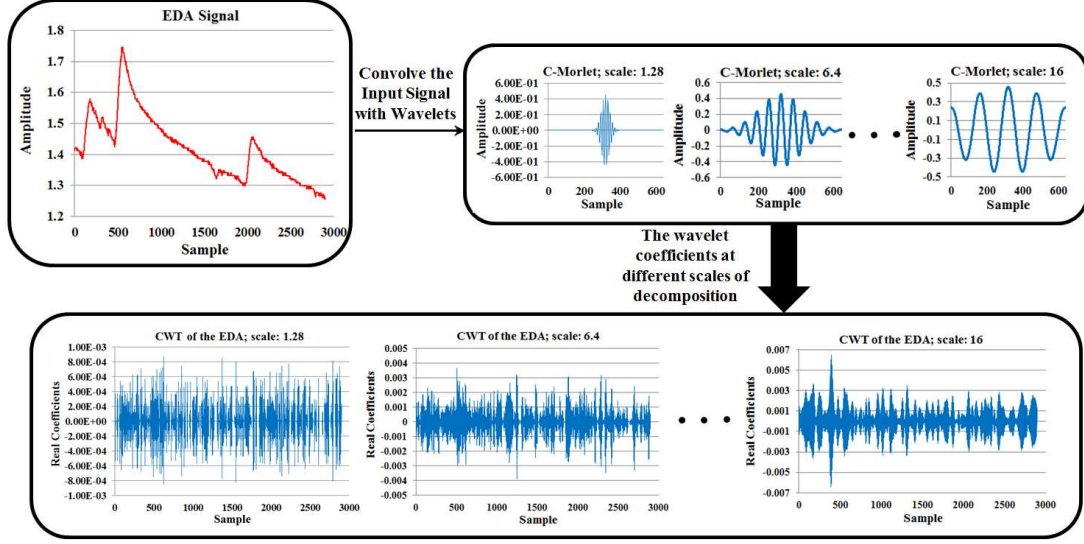 EDA Signal
1.8
1.7
1.6
1.5
1.4
1.3
1.2
Amplitude
0 500 1000 1500 2000 2500 3000
Sample
Convolve the
Input Signal
with Wavelets
C-Morlet; scale: 1.28
6.00E-01
4.00E-01
2.00E-01
0.00E+00
-2.00E-01
-4.00E-01
-6.00E-01
Amplitude
0 200 400 600
Sample
C-Morlet; scale: 6.4
0.6
0.4
0.2
0
-0.2
-0.4
-0.6
Amplitude
0 200 400 600
Sample
C-Morlet; scale: 16
0.5
0.3
0.1
-0.1
-0.3
-0.5
Amplitude
0 200 400 600
Sample
The wavelet
coefficients at
different scales of
decomposition
CWT of the EDA; scale: 1.28
1.00E-03
8.00E-04
6.00E-04
4.00E-04
2.00E-04
0.00E+00
-2.00E-04
-4.00E-04
-6.00E-04
-8.00E-04
-1.00E-03
Real Coefficients
0 500 1000 1500 2000 2500 3000
Sample
CWT of the EDA; scale: 6.4
0.005
0.004
0.003
0.002
0.001
0
-0.001
-0.002
-0.003
-0.004
-0.005
Real Coefficients
0 500 1000 1500 2000 2500 3000
Sample
CWT of the EDA; scale: 16
0.007
0.005
0.003
0.001
-0.001
-0.003
-0.005
-0.007
Real Coefficients
0 500 1000 1500 2000 2500 3000
Sample